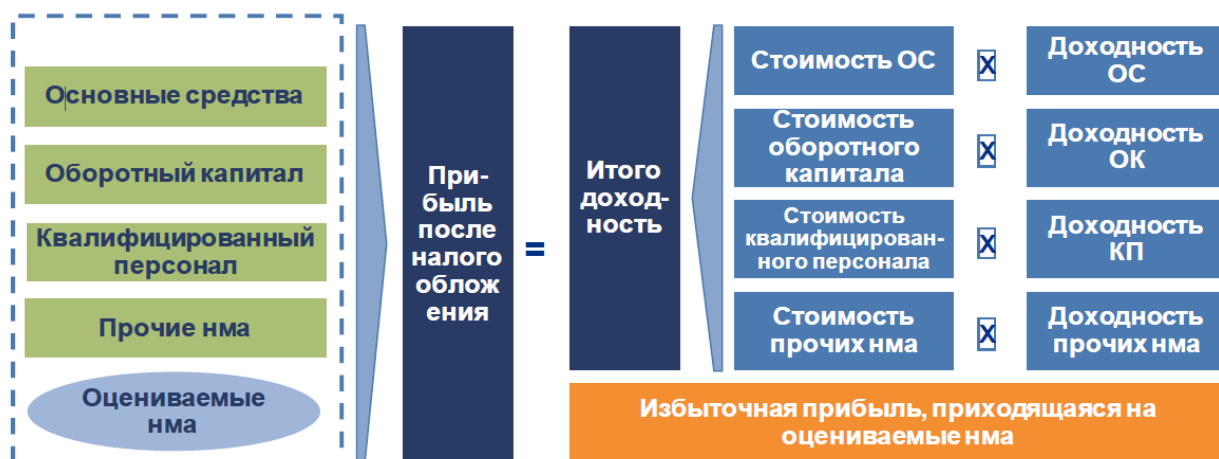 Основные средства
Оборотный капитал
Квалифицированный
персонал
Прочие нма
Оцениваемые
нма
При-
быль
после
налого
облож
ения
=
Итого
доход-
ность
Стоимость ОС
X
Доходность
ОС
Стоимость
оборотного
капитала
X
Доходность
ОК
Стоимость
квалифицирован-
ного персонала
X
Доходность
КП
Стоимость
прочих нма
X
Доходность
прочих нма
Избыточная прибыль, приходящаяся на
оцениваемые нма